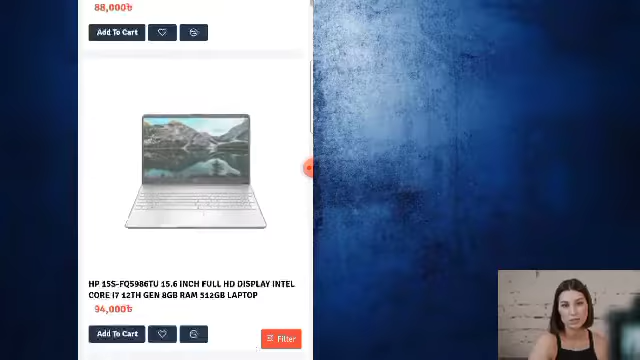 88,000৳
Add To Cart
HP 15S-FQ5986TU 15.6 INCH FULL HD DISPLAY INTEL
CORE I7 12TH GEN 8GB RAM 512GB LAPTOP
94,000৳
Add To Cart
Filter